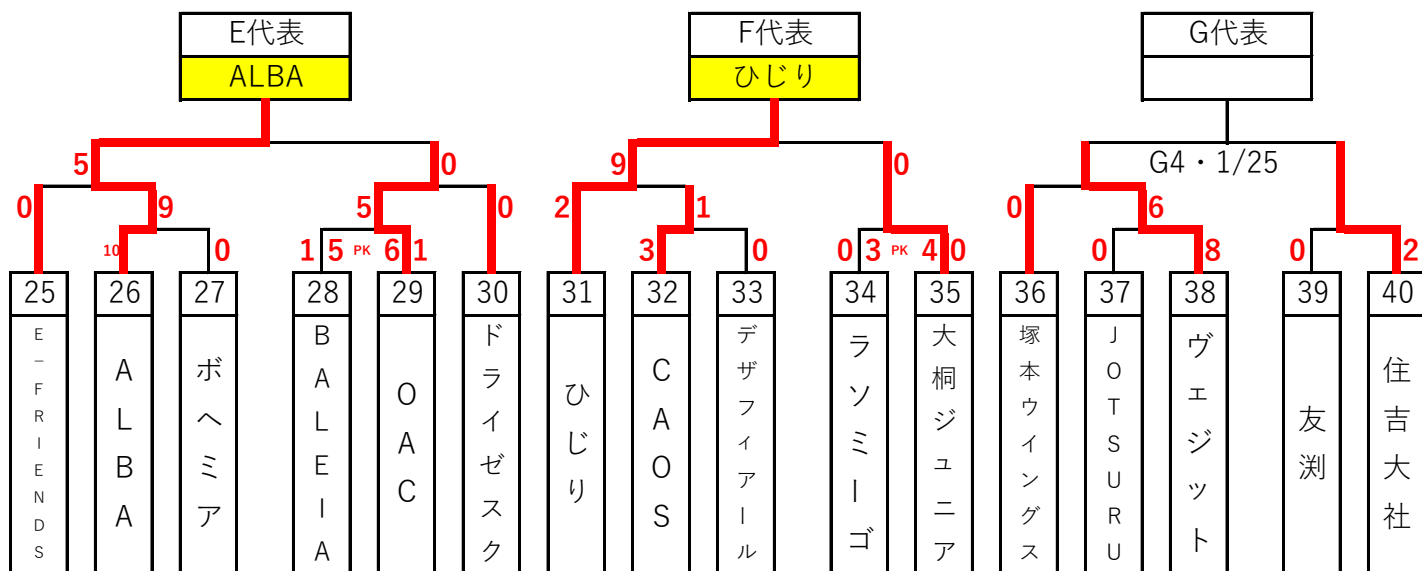 E代表
F代表
G代表
ALBA
ひじり
5
0
9
0
G4・1/25
0
9
5
0
2
1
0
6
10
0
1
5
PK
6
1
3
0
0
3
PK
4
0
0
8
0
2
25
26
27
28
29
30
31
32
33
34
35
36
37
38
39
40
E-FRIENDS
ALBA
ボヘミア
BALEIA
OAC
ドライゼスク
ひじり
CAOS
デザフィアール
ラソミーゴ
大桐ジュニア
塚本ウイングス
JOTSURU
ヴェジット
友渕
住吉大社